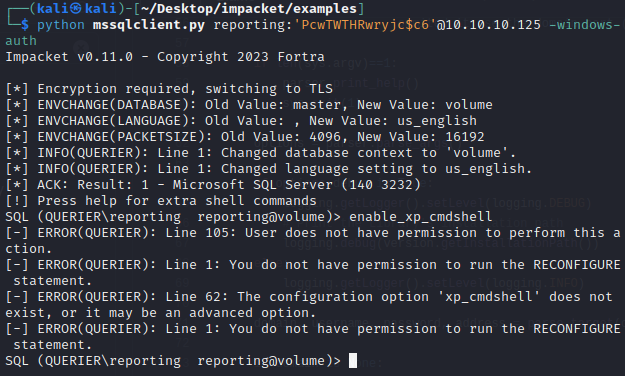 ┌──(kali㉿kali)-[~/Desktop/impacket/examples]
└─$ python mssqlclient.py reporting:'PcwTWTHRwryjc$c6'@10.10.10.125 -windows-
auth
Impacket v0.11.0 - Copyright 2023 Fortra
[*] Encryption required, switching to TLS
[*] ENVCHANGE(DATABASE): Old Value: master, New Value: volume
[*] ENVCHANGE(LANGUAGE): Old Value: , New Value: us_english
[*] ENVCHANGE(PACKETSIZE): Old Value: 4096, New Value: 16192
[*] INFO(QUERIER): Line 1: Changed database context to 'volume'.
[*] INFO(QUERIER): Line 1: Changed language setting to us_english.
[*] ACK: Result: 1 - Microsoft SQL Server (140 3232)
[!] Press help for extra shell commands
SQL (QUERIER\reporting  reporting@volume)> enable_xp_cmdshell
[-] ERROR(QUERIER): Line 105: User does not have permission to perform this a
ction.
[-] ERROR(QUERIER): Line 1: You do not have permission to run the RECONFIGURE
 statement.
[-] ERROR(QUERIER): Line 62: The configuration option 'xp_cmdshell' does not
exist, or it may be an advanced option.
[-] ERROR(QUERIER): Line 1: You do not have permission to run the RECONFIGURE
 statement.
SQL (QUERIER\reporting  reporting@volume)>